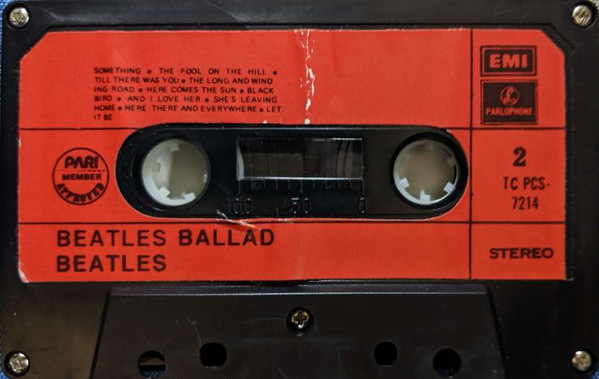 SOMETHING • THE FOOL ON THE HILL •
TILL THERE WAS YOU • THE LONG AND WIND
ING ROAD • HERE COMES THE SUN • BLACK
BIRD • AND I LOVE HER • SHE'S LEAVING
HOME • HERE THERE AND EVERYWHERE • LET
IT BE
EMI
PARLOPHONE
PARI
MEMBER
APPROVED
2
TC PCS-
7214
100 50 0
BEATLES BALLAD
BEATLES
STEREO